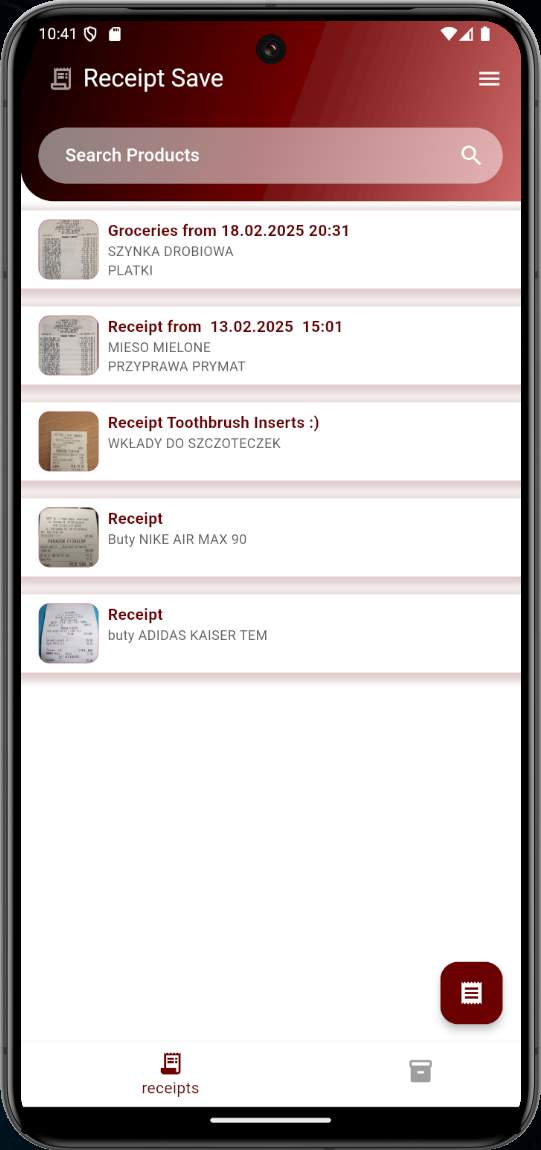 10:41
Receipt Save
Search Products
Groceries from 18.02.2025 20:31
SZYNKA DROBIOWA
PLATKI
Receipt from 13.02.2025 15:01
MIESO MIELONE
PRZYPRAWA PRYMAT
Receipt Toothbrush Inserts :)
WKŁADY DO SZCZOTECZEK
Receipt
Buty NIKE AIR MAX 90
Receipt
buty ADIDAS KAISER TEM
receipts